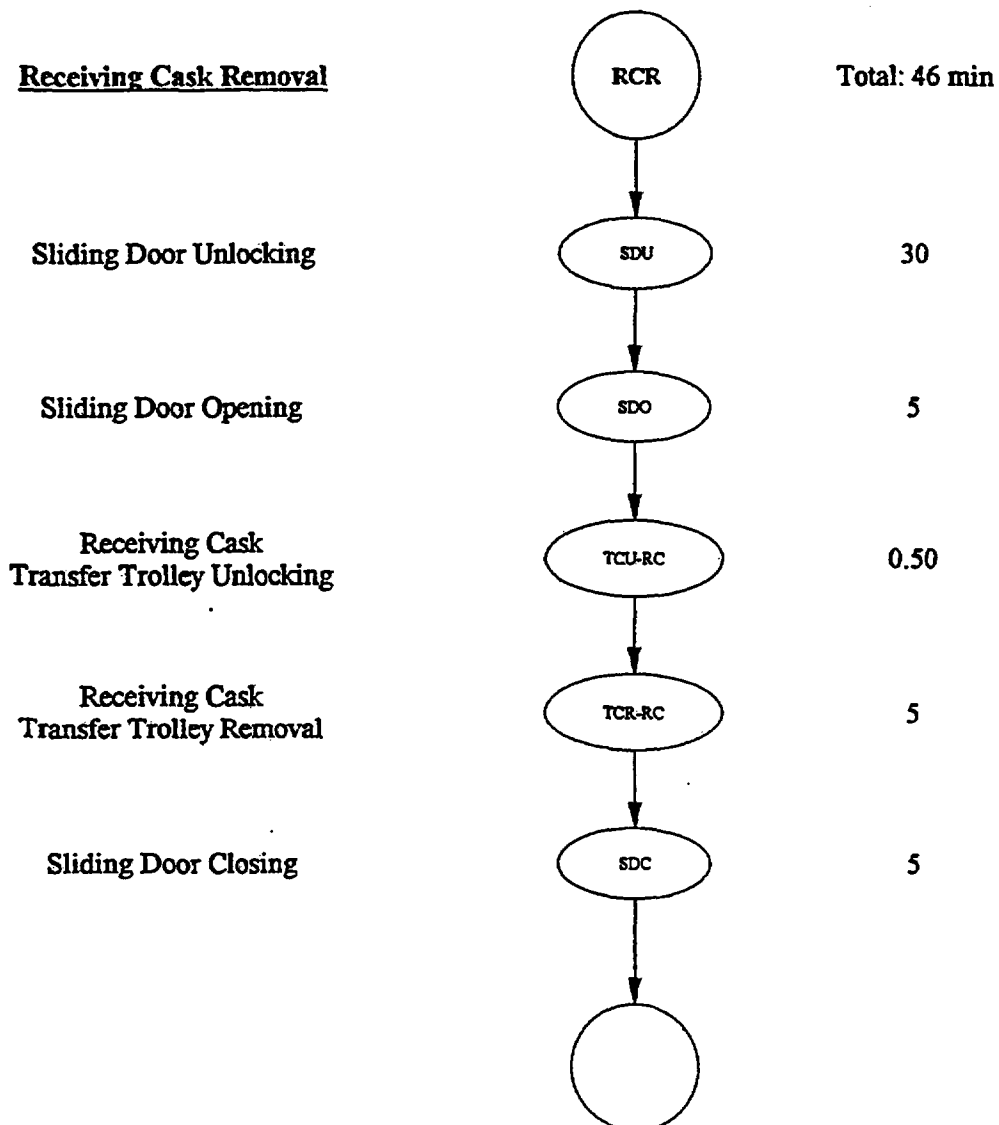 Receiving Cask Removal
RCR
Total: 46 min
Sliding Door Unlocking
SDU
30
Sliding Door Opening
SDO
5
Receiving Cask
Transfer Trolley Unlocking
TCU-RC
0.50
Receiving Cask
Transfer Trolley Removal
TCR-RC
5
Sliding Door Closing
SDC
5